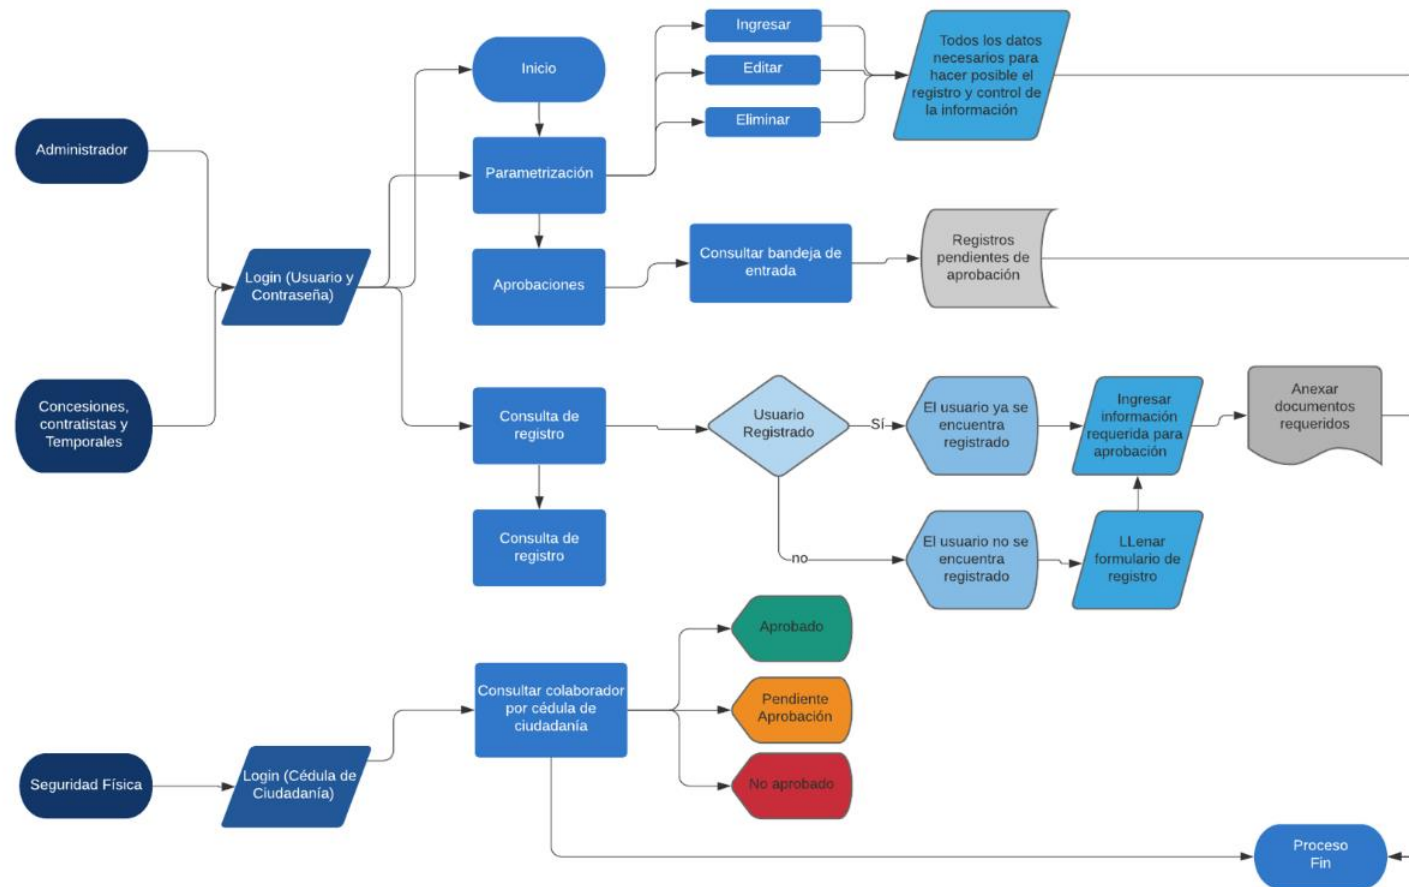 Administrador
Concesiones,
contratistas y
Temporales
Login (Usuario y
Contraseña)
Inicio
Parametrización
Aprobaciones
Ingresar
Editar
Eliminar
Todos los datos
necesarios para
hacer posible el
registro y control de
la información
Consultar bandeja de
entrada
Registros
pendientes de
aprobación
Consulta de
registro
Consulta de
registro
Usuario
Registrado
Sí
no
El usuario ya se
encuentra
registrado
El usuario no se
encuentra
registrado
Ingresar
información
requerida para
aprobación
LLenar
formulario de
registro
Anexar
documentos
requeridos
Seguridad Física
Login (Cédula de
Ciudadanía)
Consultar colaborador
por cédula de
ciudadanía
Aprobado
Pendiente
Aprobación
No aprobado
Proceso
Fin